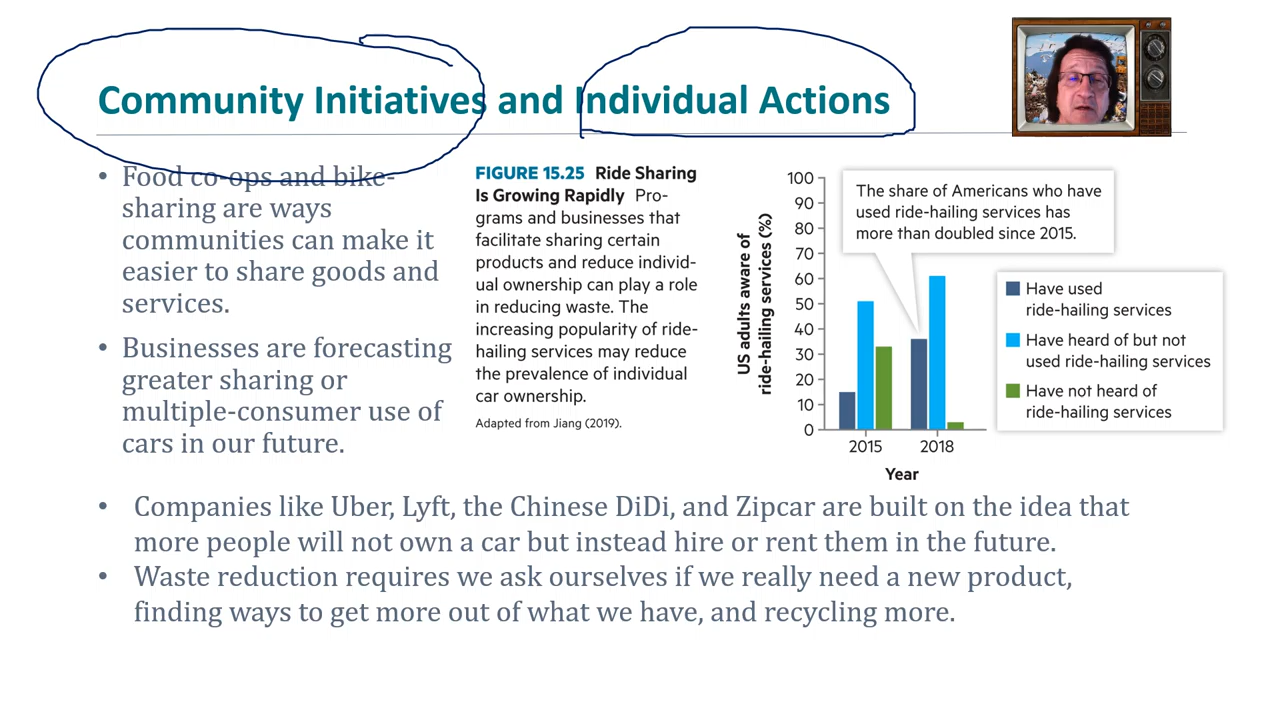 Community Initiatives and Individual Actions
• Food co-ops and bike-
sharing are ways
communities can make it
easier to share goods and
services.
• Businesses are forecasting
greater sharing or
multiple-consumer use of
cars in our future.
FIGURE 15.25 Ride Sharing
Is Growing Rapidly Pro-
grams and businesses that
facilitate sharing certain
products and reduce individ-
ual ownership can play a role
in reducing waste. The
increasing popularity of ride-
hailing services may reduce
the prevalence of individual
car ownership.
Adapted from Jiang (2019).
US adults aware of
ride-hailing services (%)
100
90
80
70
60
50
40
30
20
10
0
The share of Americans who have
used ride-hailing services has
more than doubled since 2015.
2015 2018
Year
Have used
ride-hailing services
Have heard of but not
used ride-hailing services
Have not heard of
ride-hailing services
• Companies like Uber, Lyft, the Chinese DiDi, and Zipcar are built on the idea that
more people will not own a car but instead hire or rent them in the future.
• Waste reduction requires we ask ourselves if we really need a new product,
finding ways to get more out of what we have, and recycling more.